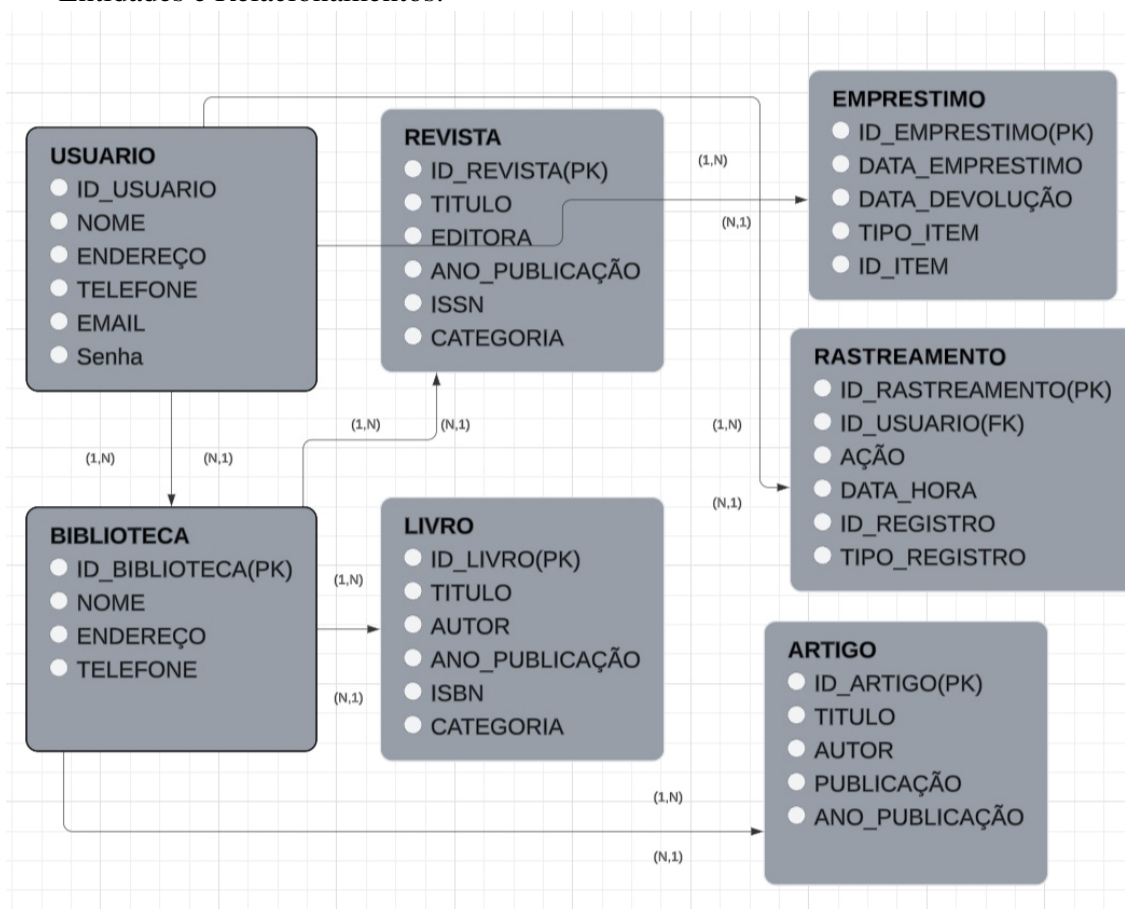 Entidades e Relacionamentos:
USUARIO
ID_USUARIO
NOME
ENDEREÇO
TELEFONE
EMAIL
Senha
REVISTA
ID_REVISTA(PK)
TITULO
EDITORA
ANO_PUBLICAÇÃO
ISSN
CATEGORIA
(1,N)
(N,1)
EMPRESTIMO
ID_EMPRESTIMO(PK)
DATA_EMPRESTIMO
DATA_DEVOLUÇÃO
TIPO_ITEM
ID_ITEM
(1,N)
(N,1)
RASTREAMENTO
ID_RASTREAMENTO(PK)
ID_USUARIO(FK)
AÇÃO
DATA_HORA
ID_REGISTRO
TIPO_REGISTRO
(1,N)
(N,1)
(1,N)
(N,1)
BIBLIOTECA
ID_BIBLIOTECA(PK)
NOME
ENDEREÇO
TELEFONE
(1,N)
(N,1)
LIVRO
ID_LIVRO(PK)
TITULO
AUTOR
ANO_PUBLICAÇÃO
ISBN
CATEGORIA
(1,N)
(N,1)
ARTIGO
ID_ARTIGO(PK)
TITULO
AUTOR
PUBLICAÇÃO
ANO_PUBLICAÇÃO